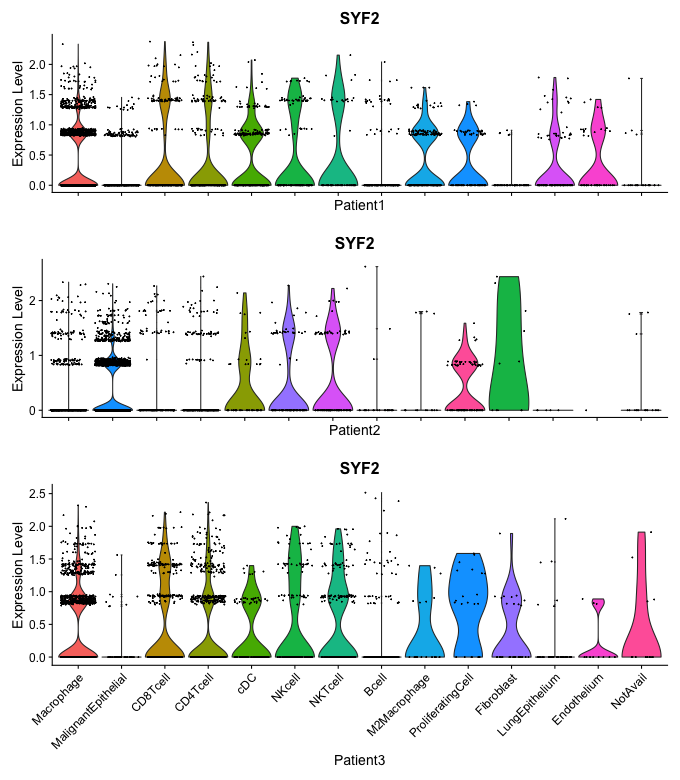 SYF2
Expression Level
2.0
1.5
1.0
0.5
0.0
Patient1
SYF2
Expression Level
2
1
0
Patient2
SYF2
Expression Level
2.5
2.0
1.5
1.0
0.5
0.0
Macrophage
MalignantEpithelial
CD8Tcell
CD4Tcell
cDC
NKcell
NKTcell
Bcell
M2Macrophage
ProliferatingCell
Fibroblast
LungEpithelium
Endothelium
NotAvail
Patient3